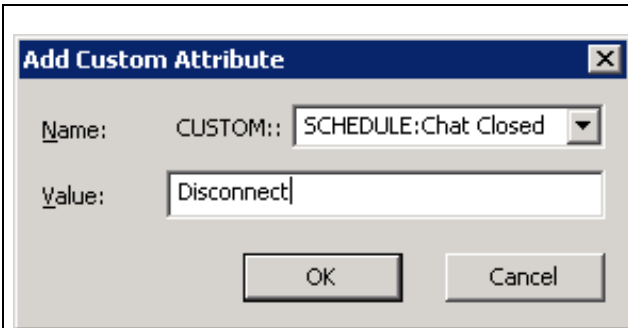 Add Custom Attribute
Name: CUSTOM:: SCHEDULE:Chat Closed
Value: Disconnect
OK Cancel